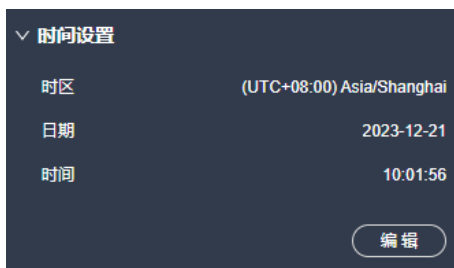 时间设置
时区 (UTC+08:00) Asia/Shanghai
日期 2023-12-21
时间 10:01:56
编辑